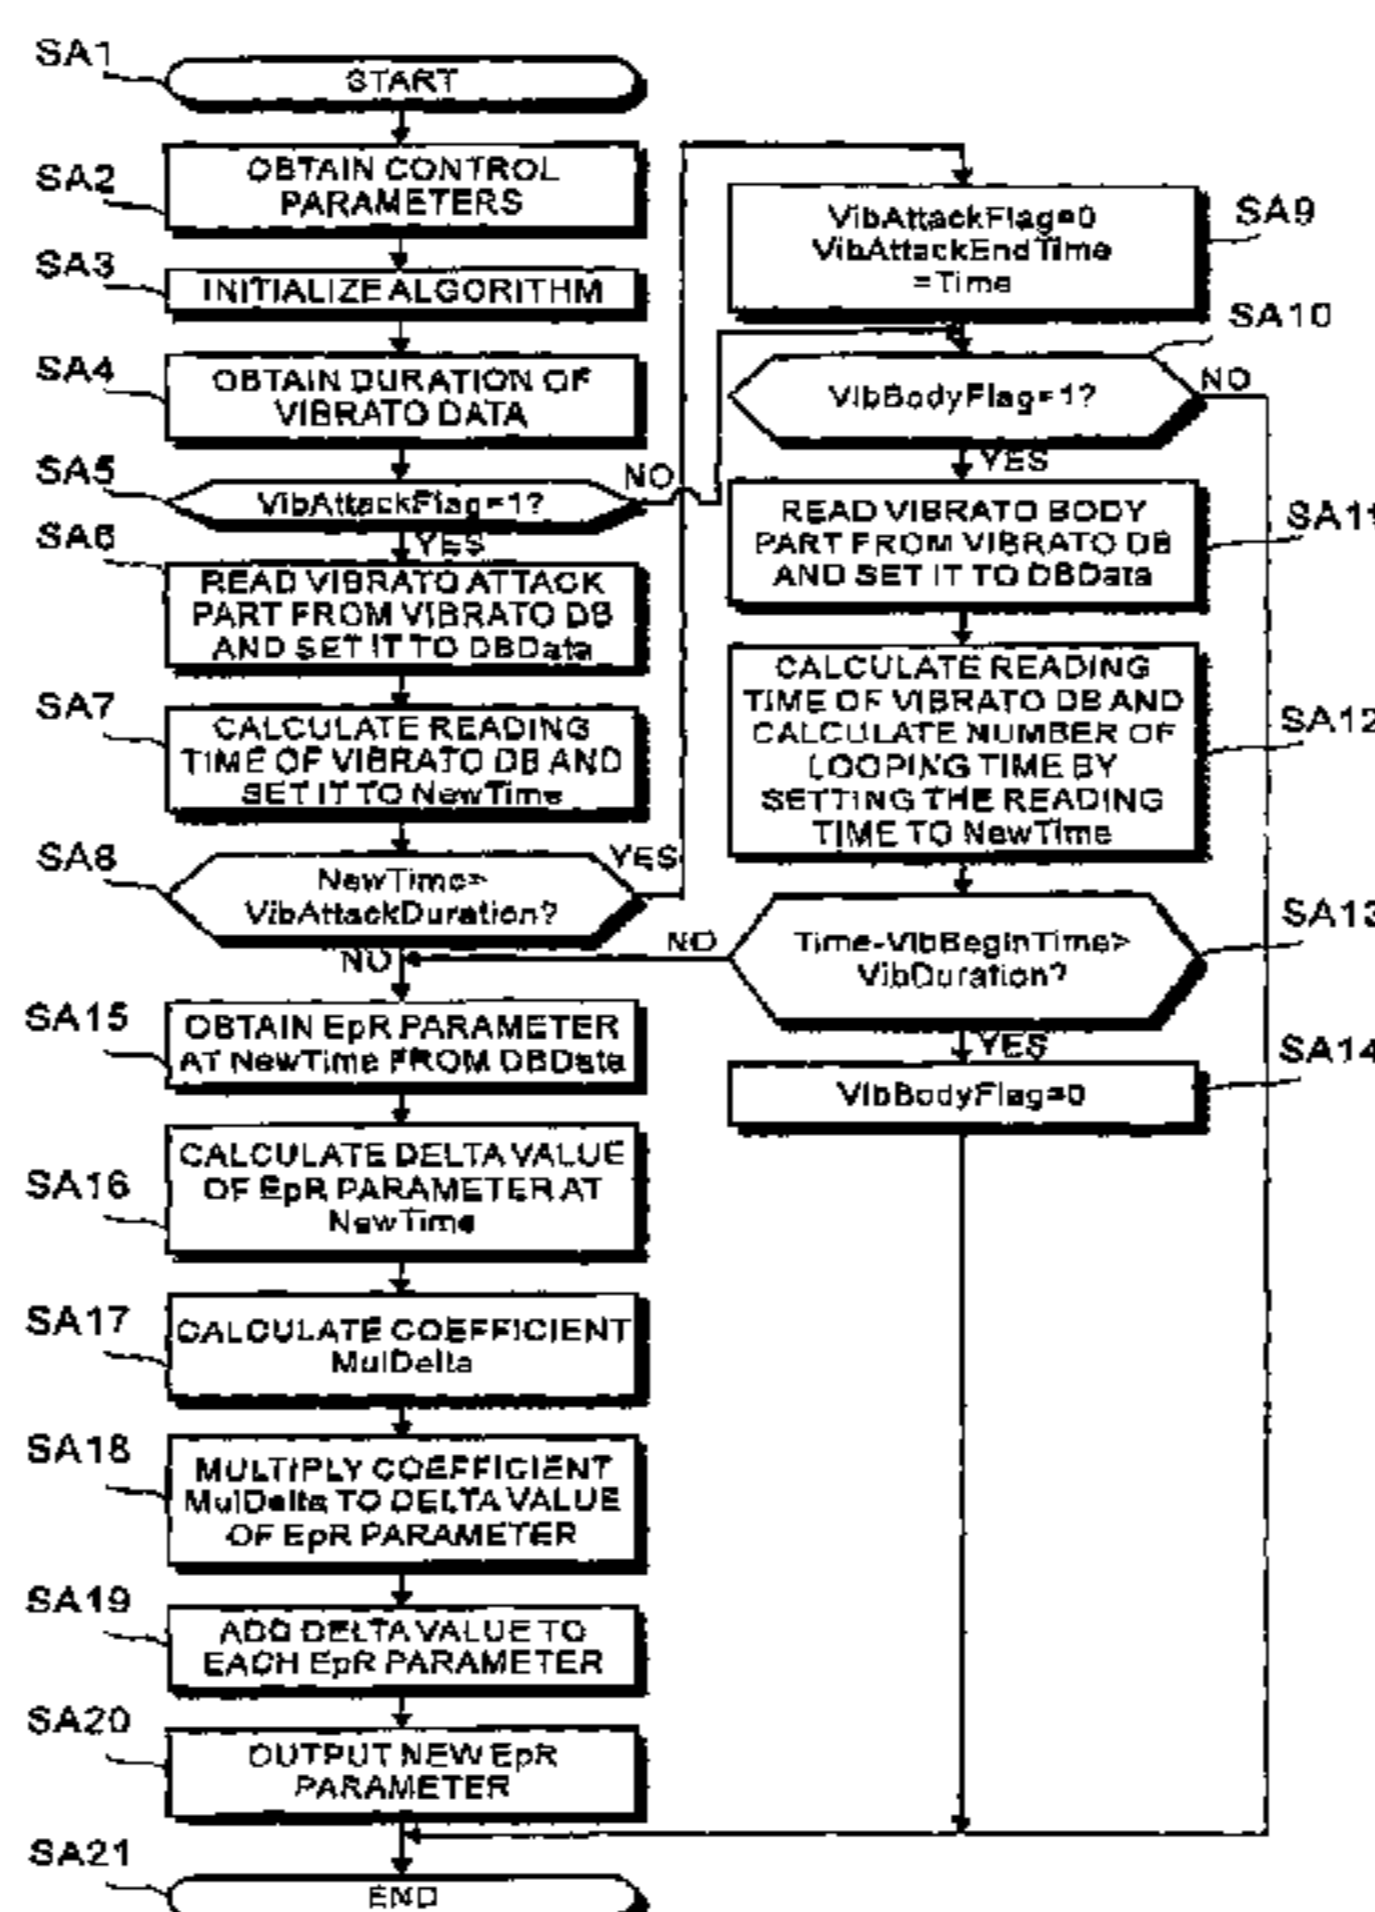 SA1
START
SA2
OBTAIN CONTROL
PARAMETERS
SA3
INITIALIZE ALGORITHM
SA4
OBTAIN DURATION OF
VIBRATO DATA
SA5
VibAttackFlag=1?
NO
YES
SA6
READ VIBRATO ATTACK
PART FROM VIBRATO DB
AND SET IT TO DBData
SA7
CALCULATE READING
TIME OF VIBRATO DB AND
SET IT TO NewTime
SA8
NewTime>
VibAttackDuration?
YES
NO
SA9
VibAttackFlag=0
VibAttackEndTime
=Time
SA10
VibBodyFlag=1?
NO
YES
SA11
READ VIBRATO BODY
PART FROM VIBRATO DB
AND SET IT TO DBData
SA12
CALCULATE READING
TIME OF VIBRATO DB AND
CALCULATE NUMBER OF
LOOPING TIME BY
SETTING THE READING
TIME TO NewTime
SA13
Time-VibBeginTime>
VibDuration?
NO
YES
SA14
VibBodyFlag=0
SA15
OBTAIN EpR PARAMETER
AT NewTime FROM DBData
SA16
CALCULATE DELTA VALUE
OF EpR PARAMETER AT
NewTime
SA17
CALCULATE COEFFICIENT
MulDelta
SA18
MULTIPLY COEFFICIENT
MulDelta TO DELTA VALUE
OF EpR PARAMETER
SA19
ADD DELTA VALUE TO
EACH EpR PARAMETER
SA20
OUTPUT NEW EpR
PARAMETER
SA21
END